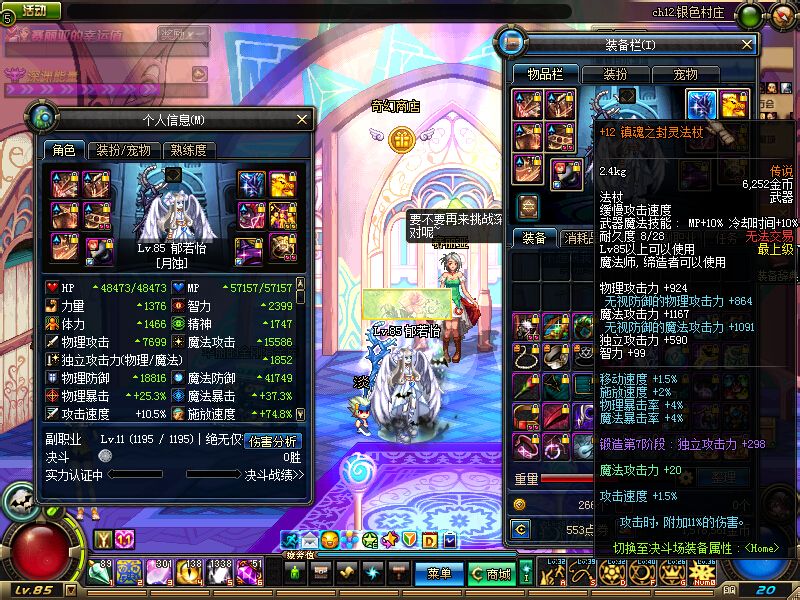 活动
5
ch12.银色村庄
赛丽亚的幸运值
深渊能量
奇幻商店
要不要再来挑战深
对呢~
个人信息(M)
角色
装扮/宠物
熟练度
Lv.85 郁若怡
[月蚀]
HP 48473/48473
MP 57157/57157
力量 1376
智力 2399
体力 1466
精神 1747
物理攻击 7699
魔法攻击 15586
独立攻击力(物理/魔法) 1852
物理防御 18816
魔法防御 41749
物理暴击 +25.3%
魔法暴击 +37.3%
攻击速度 +10.5%
施放速度 +74.8%
副职业 Lv.11 (1195 / 1195) | 绝无仅
伤害分析
决斗 0胜
实力认证中
决斗战绩>>
Lv.85 郁若怡
装备栏(I)
物品栏
装扮
宠物
装备
消耗品
重量
553点
+12 镇魂之封灵法杖
2.4kg
传说
6,252金币
法杖
武器
缓慢攻击速度
武器魔法技能： MP+10% 冷却时间+10%
耐久度 8/28
无法交易
Lv85以上可以使用
最上级
魔法师, 缔造者可以使用
物理攻击力 +924
无视防御的物理攻击力 +864
魔法攻击力 +1167
无视防御的魔法攻击力 +1091
独立攻击力 +590
智力 +99
移动速度 +1.5%
施放速度 +2%
物理暴击率 +4%
魔法暴击率 +4%
锻造第7阶段：独立攻击力 +298
魔法攻击力 +20
攻击速度 +1.5%
攻击时, 附加11%的伤害。
切换至决斗场装备属性：<Home>
疲劳值
89
301
1338
1338
51
菜单
商城
Lv.85
20